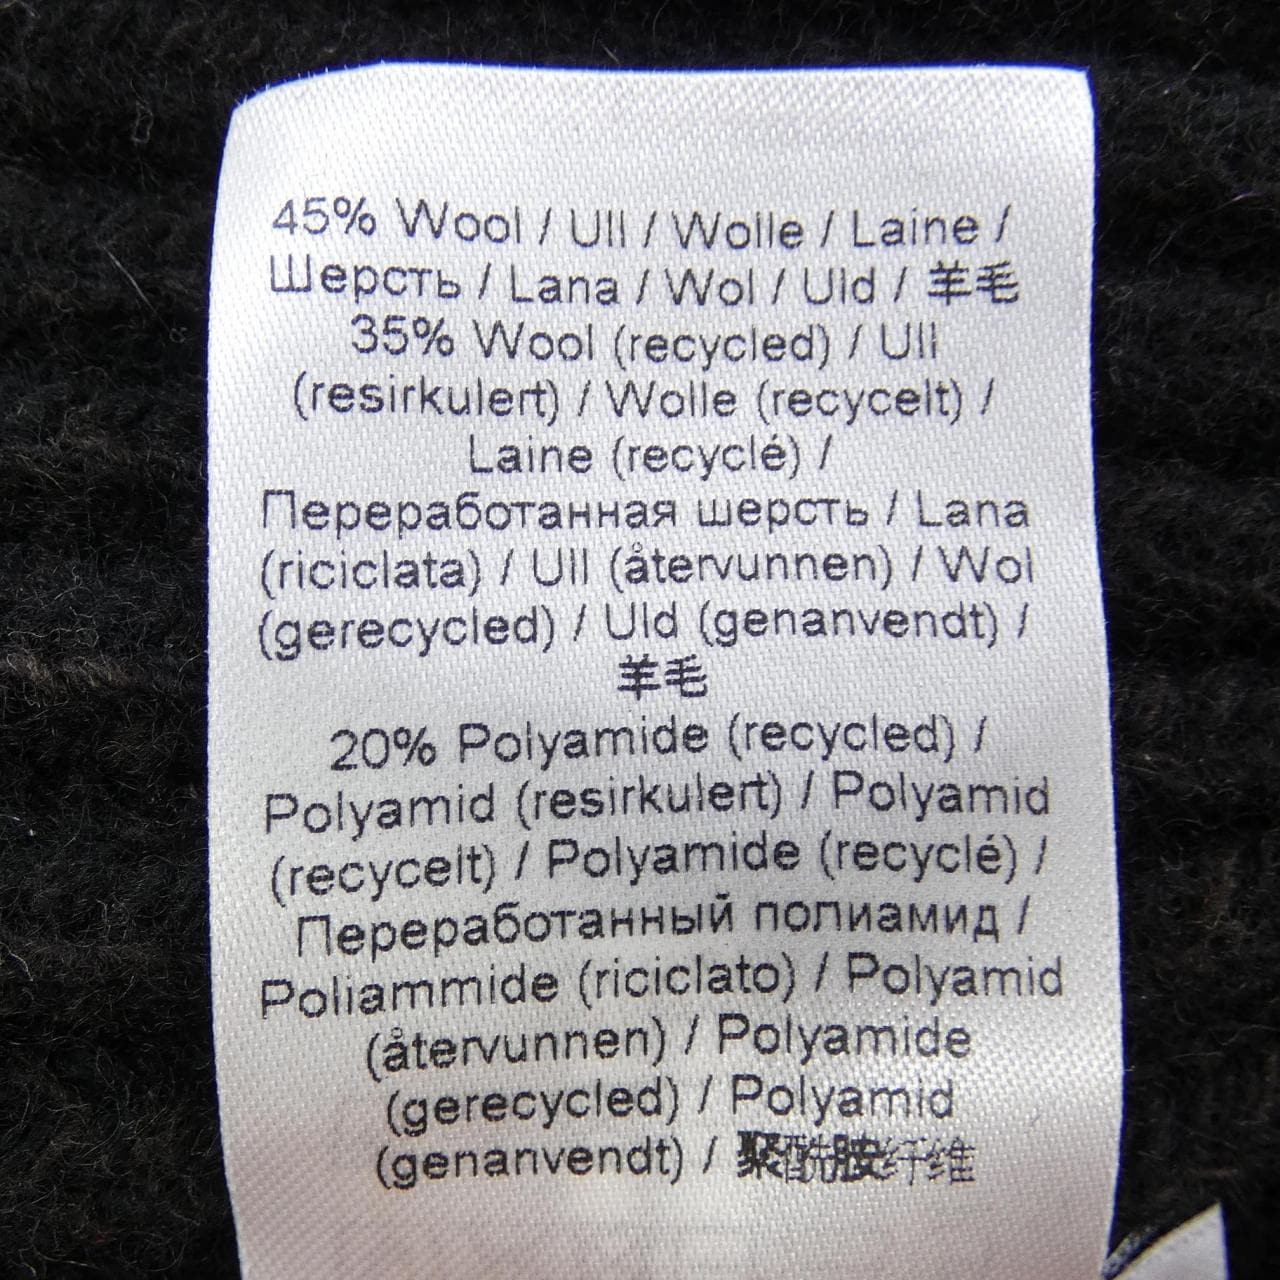 45% Wool / Ull / Wolle / Laine /
Шерсть / Lana / Wol / Uld / 羊毛
35% Wool (recycled) / Ull
(resirkulert) / Wolle (recycelt) /
Laine (recyclé) /
Переработанная шерсть / Lana
(riciclata) / Ull (återvunnen) / Wol
(gerecycled) / Uld (genanvendt) /
羊毛
20% Polyamide (recycled) /
Polyamid (resirkulert) / Polyamid
(recycelt) / Polyamide (recyclé) /
Переработанный полиамид /
Poliammide (riciclato) / Polyamid
(återvunnen) / Polyamide
(gerecycled) / Polyamid
(genanvendt) / 聚酰胺纤维